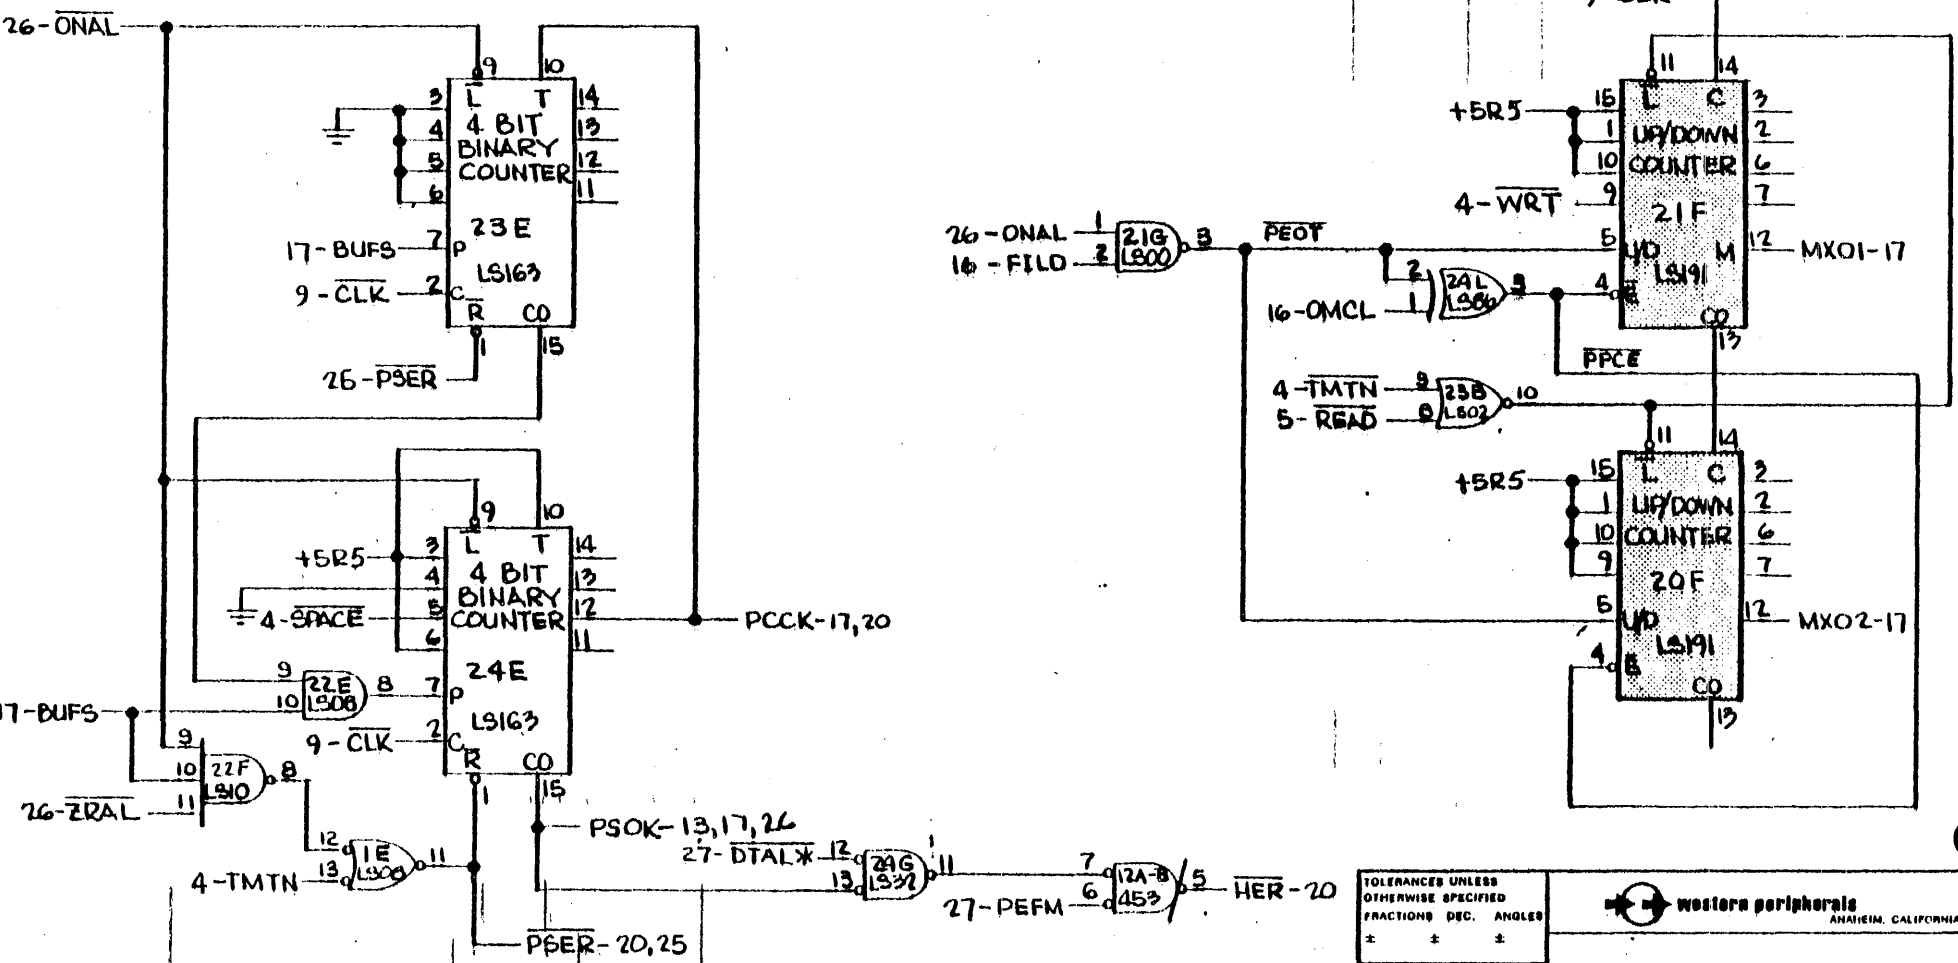 26-ONAL
9
10
L
T
3
14
4 BIT
4
13
BINARY
5
12
COUNTER
6
11
23E
17-BUFS
7
P
LS163
9-CLK
2
C
R
CO
1
15
25-PSER
9
10
L
T
+5R5
3
14
4 BIT
4
13
BINARY
4-SPACE
5
12
COUNTER
PCCK-17,20
6
11
24E
9
22E
LS08
8
10
7
P
LS163
7-BUFS
9-CLK
2
C
R
CO
1
15
9
10
22F
LS10
8
11
26-ZRAL
12
1E
LS08
11
13
4-TMTN
PSOK-13,17,26
27-DTAL*
12
24G
LS32
11
13
7
12A-B
453
5
HER-20
6
27-PEFM
PSER-20,25
11
14
L
C
+5R5
15
3
1
UP/DOWN
2
10
COUNTER
6
4-WRT
9
7
21F
26-ONAL
1
21G
LS00
3
PEOT
16-FILD
2
5
U/D
M
12
MX01-17
LS191
2
2AL
LS86
3
4
E
16-OMCL
1
CO
13
PPCE
4-TMTN
9
23B
LS02
10
5-READ
8
11
14
L
C
+5R5
15
3
1
UP/DOWN
2
10
COUNTER
6
9
7
20F
5
U/D
12
MX02-17
LS191
4
E
CO
13
TOLERANCES UNLESS
OTHERWISE SPECIFIED
FRACTIONS DEC. ANGLES
± ± ±
western peripherals
ANAHEIM, CALIFORNIA